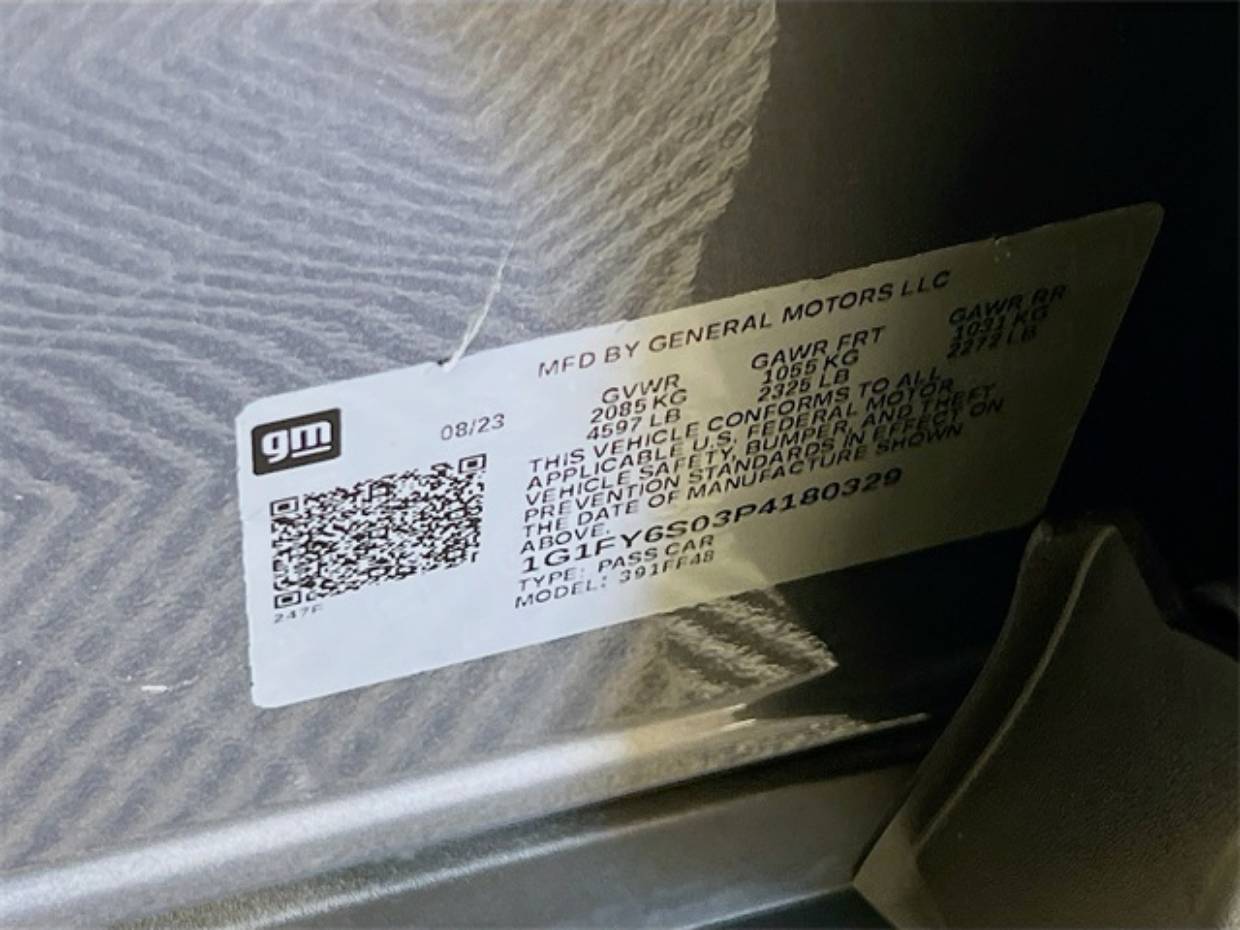 gm
08/23
247F
MFD BY GENERAL MOTORS LLC
GVWR GAWR FRT GAWR RR
2085 KG 1055 KG 1031 KG
4597 LB 2325 LB 2272 LB
THIS VEHICLE CONFORMS TO ALL
APPLICABLE U.S. FEDERAL MOTOR
VEHICLE SAFETY, BUMPER, AND THEFT
PREVENTION STANDARDS IN EFFECT ON
THE DATE OF MANUFACTURE SHOWN
ABOVE.
1G1FY6S03P4180329
TYPE: PASS CAR
MODEL: 391FF48